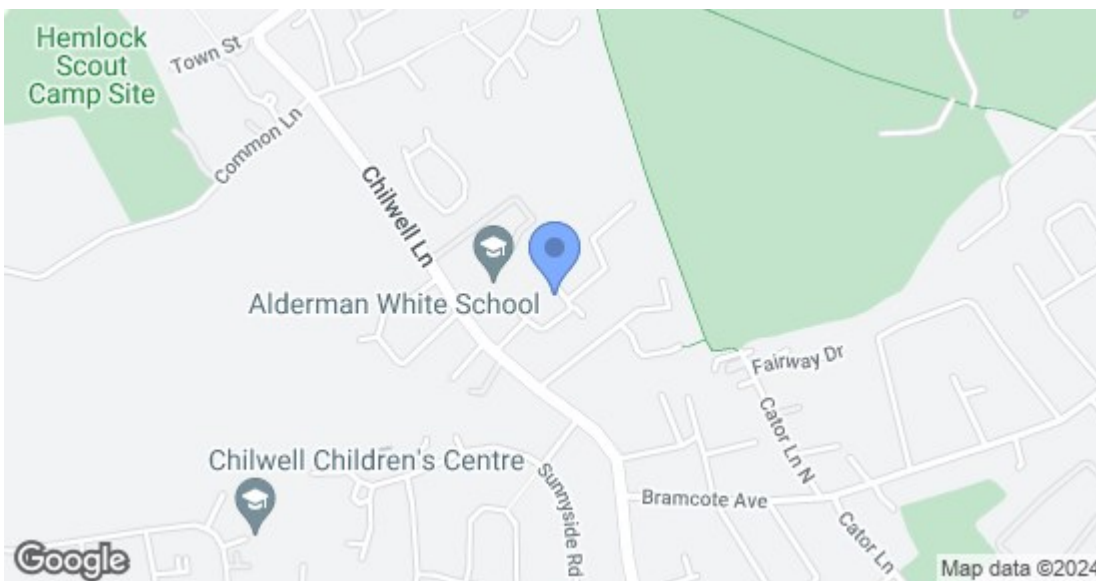 Hemlock
Scout
Camp Site
Town St
Common Ln
Chilwell Ln
Alderman White School
Fairway Dr
Cator Ln N
Chilwell Children's Centre
Sunnyside Rd
Bramcote Ave
Cator Ln
Google
Map data ©2024